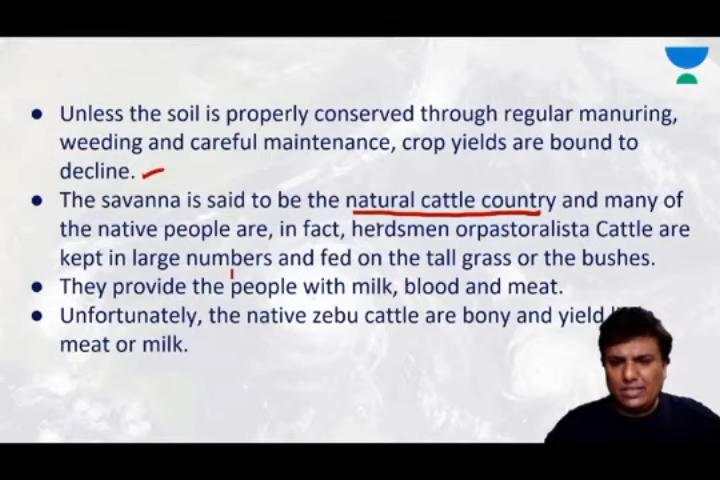 ● Unless the soil is properly conserved through regular manuring,
weeding and careful maintenance, crop yields are bound to
decline.
● The savanna is said to be the natural cattle country and many of
the native people are, in fact, herdsmen orpastoralista Cattle are
kept in large numbers and fed on the tall grass or the bushes.
● They provide the people with milk, blood and meat.
● Unfortunately, the native zebu cattle are bony and yield
meat or milk.